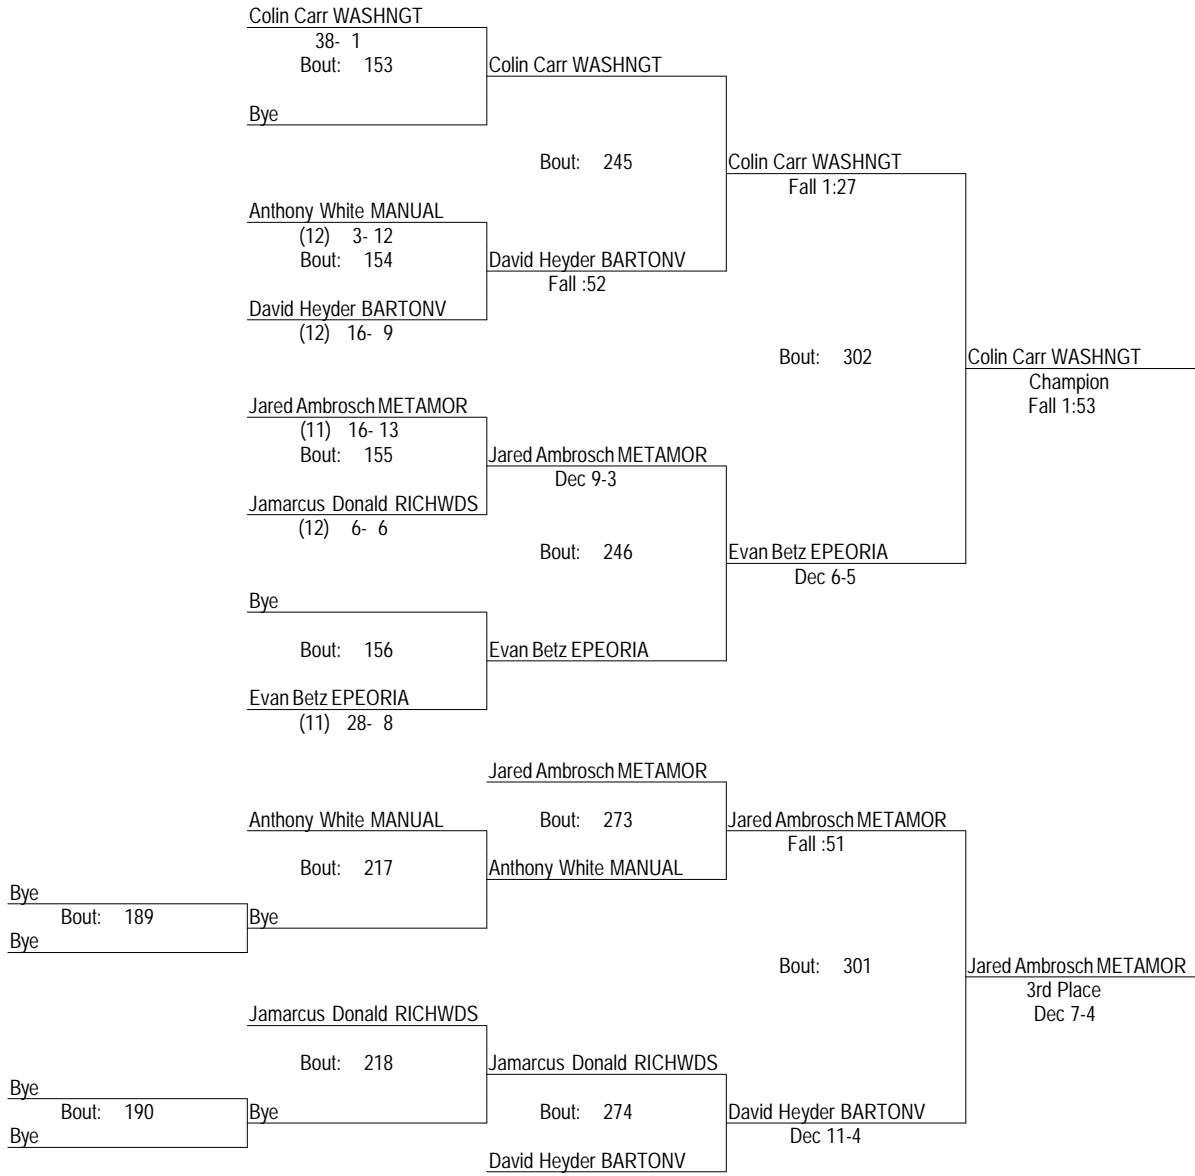 Colin Carr WASHNGT
38- 1
Bout: 153
Colin Carr WASHNGT
Bye
Bout: 245
Colin Carr WASHNGT
Fall 1:27
Anthony White MANUAL
(12) 3- 12
Bout: 154
David Heyder BARTONV
Fall :52
David Heyder BARTONV
(12) 16- 9
Bout: 302
Colin Carr WASHNGT
Champion
Fall 1:53
Jared Ambrosch METAMOR
(11) 16- 13
Bout: 155
Jared Ambrosch METAMOR
Dec 9-3
Jamarcus Donald RICHWDS
(12) 6- 6
Bout: 246
Evan Betz EPEORIA
Dec 6-5
Bye
Bout: 156
Evan Betz EPEORIA
Evan Betz EPEORIA
(11) 28- 8
Jared Ambrosch METAMOR
Anthony White MANUAL
Bout: 273
Jared Ambrosch METAMOR
Fall :51
Bout: 217
Anthony White MANUAL
Bye
Bout: 189
Bye
Bye
Bout: 301
Jared Ambrosch METAMOR
3rd Place
Dec 7-4
Jamarcus Donald RICHWDS
Bout: 218
Jamarcus Donald RICHWDS
Bye
Bout: 190
Bye
Bye
Bout: 274
David Heyder BARTONV
Dec 11-4
David Heyder BARTONV